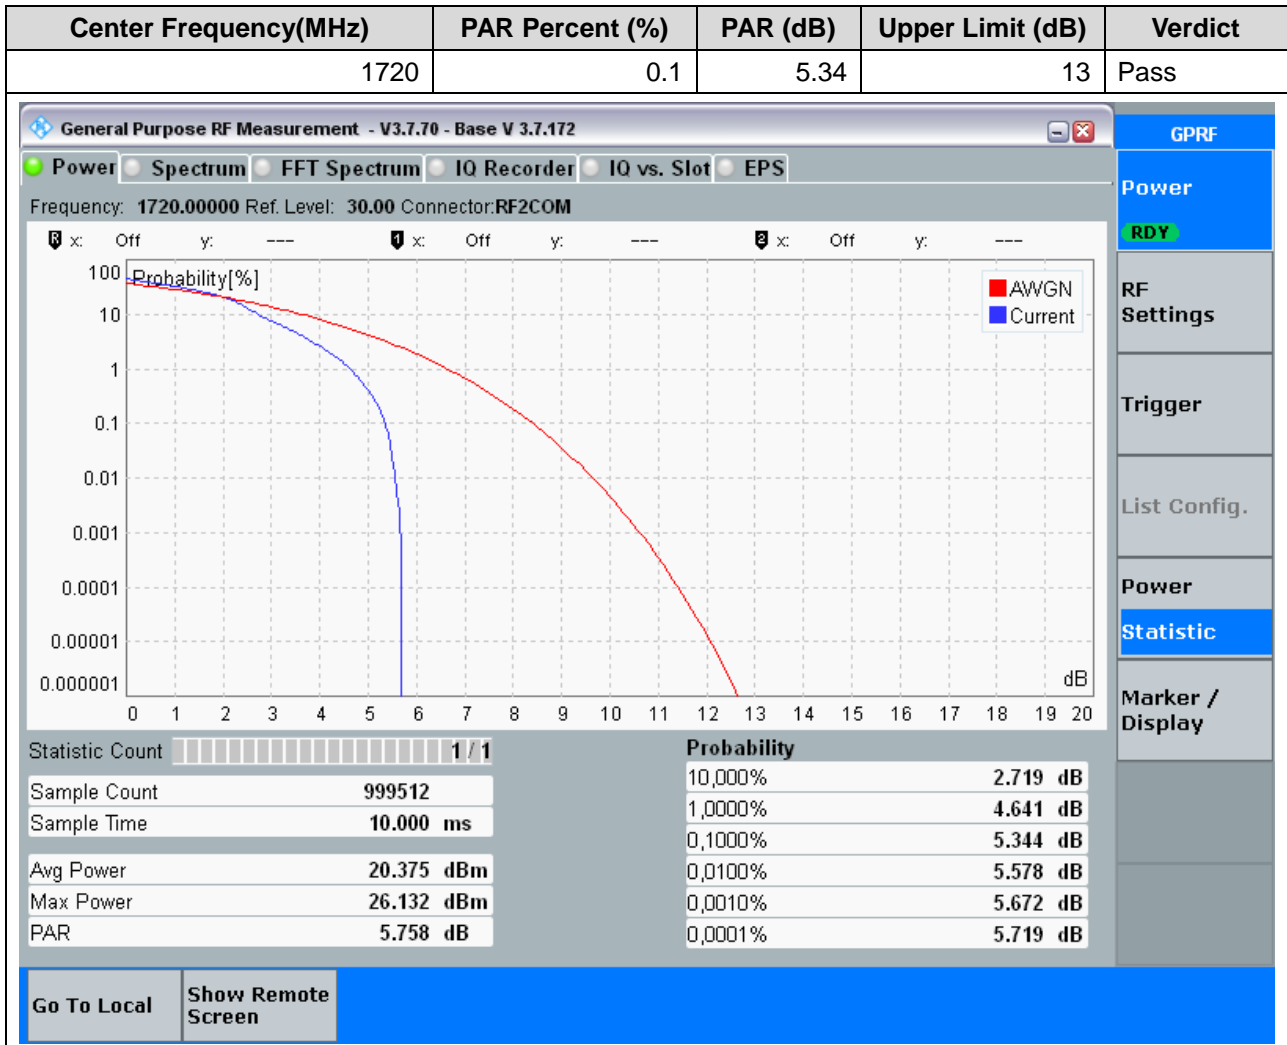 Center Frequency(MHz) PAR Percent (%) PAR (dB) Upper Limit (dB) Verdict
1720 0.1 5.34 13 Pass
General Purpose RF Measurement - V3.7.70 - Base V 3.7.172
GPRF
Power Spectrum FFT Spectrum IQ Recorder IQ vs. Slot EPS
Frequency: 1720.00000 Ref. Level: 30.00 Connector:RF2COM
R x: Off y: --- 1 x: Off y: --- 2 x: Off y: ---
Probability[%]
100
10
1
0.1
0.01
0.001
0.0001
0.00001
0.000001
AWGN
Current
dB
0 1 2 3 4 5 6 7 8 9 10 11 12 13 14 15 16 17 18 19 20
Statistic Count 1 / 1
Sample Count 999512
Sample Time 10.000 ms
Avg Power 20.375 dBm
Max Power 26.132 dBm
PAR 5.758 dB
Probability
10,000% 2.719 dB
1,0000% 4.641 dB
0,1000% 5.344 dB
0,0100% 5.578 dB
0,0010% 5.672 dB
0,0001% 5.719 dB
Power
RDY
RF
Settings
Trigger
List Config.
Power
Statistic
Marker /
Display
Go To Local
Show Remote
Screen